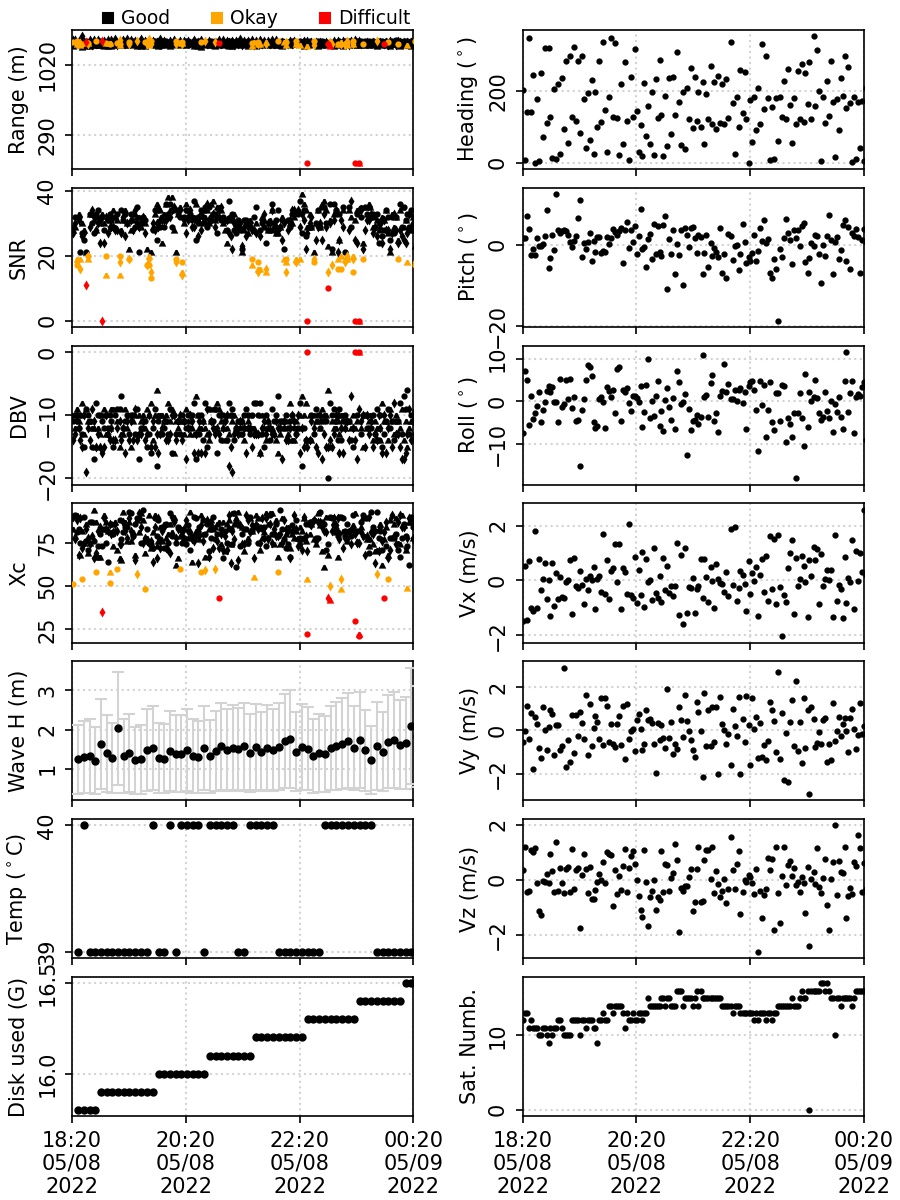 Good Okay Difficult
Range (m)
1020
290
Heading (°)
200
0
SNR
40
20
0
Pitch (°)
0
−20
DBV
0
−10
−20
Roll (°)
10
0
−10
Xc
75
50
25
Vx (m/s)
2
0
−2
Wave H (m)
3
2
1
Vy (m/s)
2
0
−2
Temp (°C)
40
39
Vz (m/s)
2
0
−2
Disk used (G)
16.5
16.0
Sat. Numb.
10
0
18:20 20:20 22:20 00:20
05/08 05/08 05/08 05/09
2022 2022 2022 2022
18:20 20:20 22:20 00:20
05/08 05/08 05/08 05/09
2022 2022 2022 2022